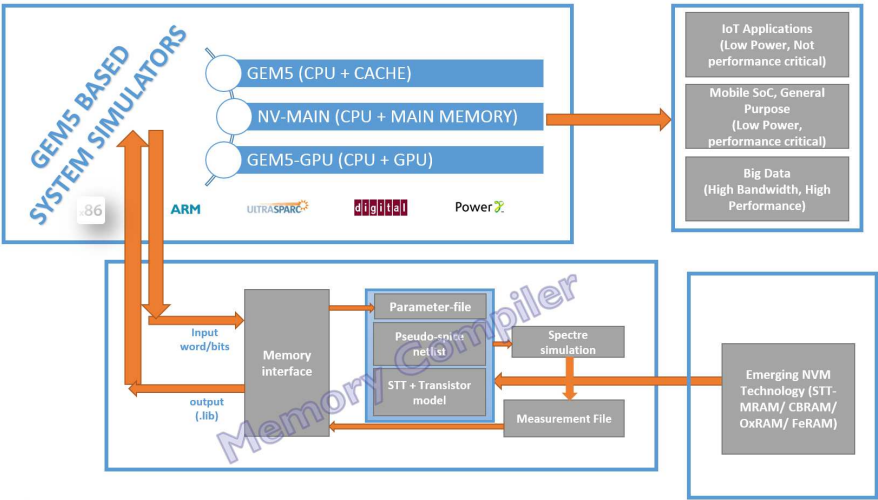 GEM5 BASED
SYSTEM SIMULATORS
GEM5 (CPU + CACHE)
NV-MAIN (CPU + MAIN MEMORY)
GEM5-GPU (CPU + GPU)
x86
ARM
ULTRASPARC
digital
Power
IoT Applications
(Low Power, Not
performance critical)
Mobile SoC, General
Purpose
(Low Power,
performance critical)
Big Data
(High Bandwidth, High
Performance)
Input
word/bits
output
(.lib)
Memory
interface
Parameter-file
Pseudo-spice
netlist
STT + Transistor
model
Spectre
simulation
Measurement File
Memory Compiler
Emerging NVM
Technology (STT-
MRAM/ CBRAM/
OxRAM/ FeRAM)